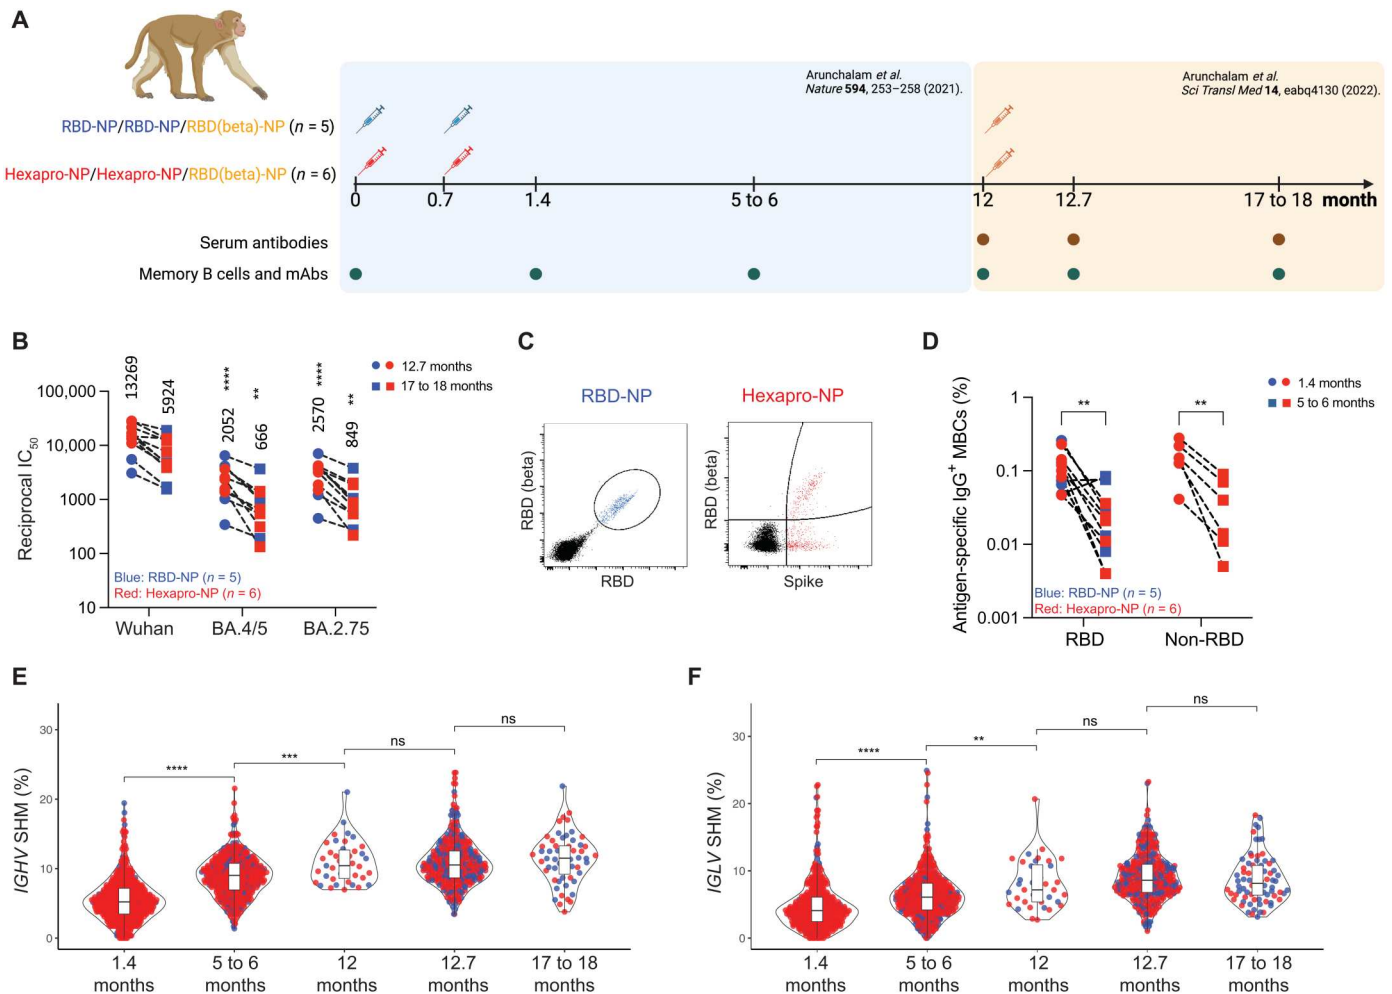 A
Arunchalam et al.
Nature 594, 253–258 (2021).
Arunchalam et al.
Sci Transl Med 14, eabq4130 (2022).
RBD-NP/RBD-NP/RBD(beta)-NP (n = 5)
Hexapro-NP/Hexapro-NP/RBD(beta)-NP (n = 6)
0 0.7 1.4 5 to 6 12 12.7 17 to 18 month
Serum antibodies
Memory B cells and mAbs
B
Reciprocal IC50
100,000
10,000
1000
100
10
13269
5924
2052
****
666
**
2570
****
849
**
12.7 months
17 to 18 months
Blue: RBD-NP (n = 5)
Red: Hexapro-NP (n = 6)
Wuhan BA.4/5 BA.2.75
C
RBD-NP
Hexapro-NP
RBD (beta)
RBD
RBD (beta)
Spike
D
Antigen-specific IgG+ MBCs (%)
1
0.1
0.01
0.001
** **
1.4 months
5 to 6 months
Blue: RBD-NP (n = 5)
Red: Hexapro-NP (n = 6)
RBD Non-RBD
E
IGHV SHM (%)
30
20
10
0
****
***
ns
ns
1.4 months
5 to 6 months
12 months
12.7 months
17 to 18 months
F
IGLV SHM (%)
30
20
10
0
****
**
ns
ns
1.4 months
5 to 6 months
12 months
12.7 months
17 to 18 months